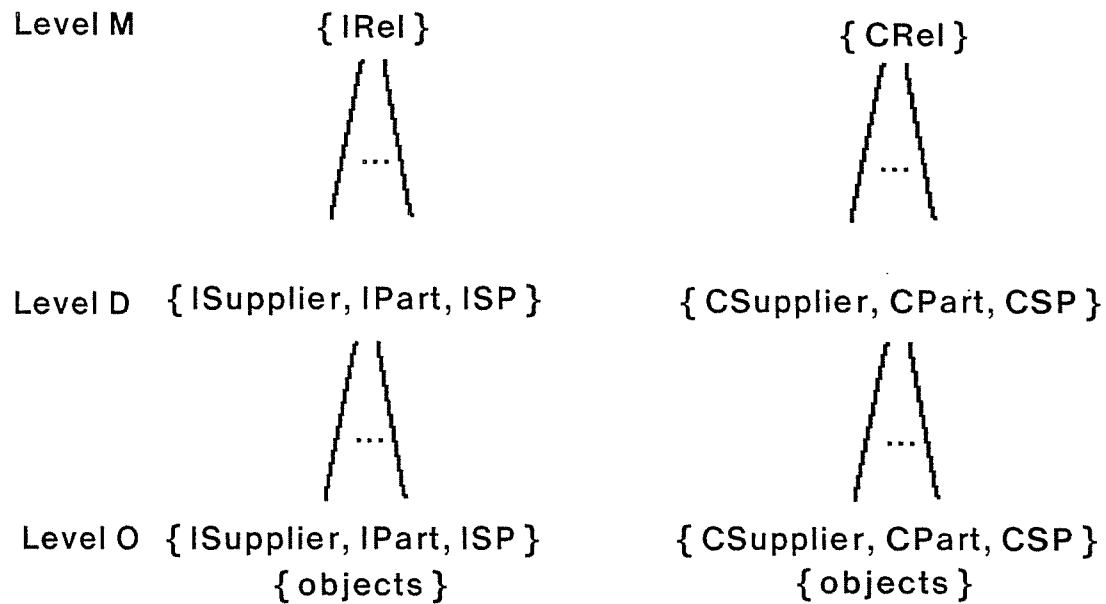 Level M { IRel } { CRel }
...
...
Level D { ISupplier, IPart, ISP } { CSupplier, CPart, CSP }
...
...
Level O { ISupplier, IPart, ISP } { CSupplier, CPart, CSP }
{ objects } { objects }